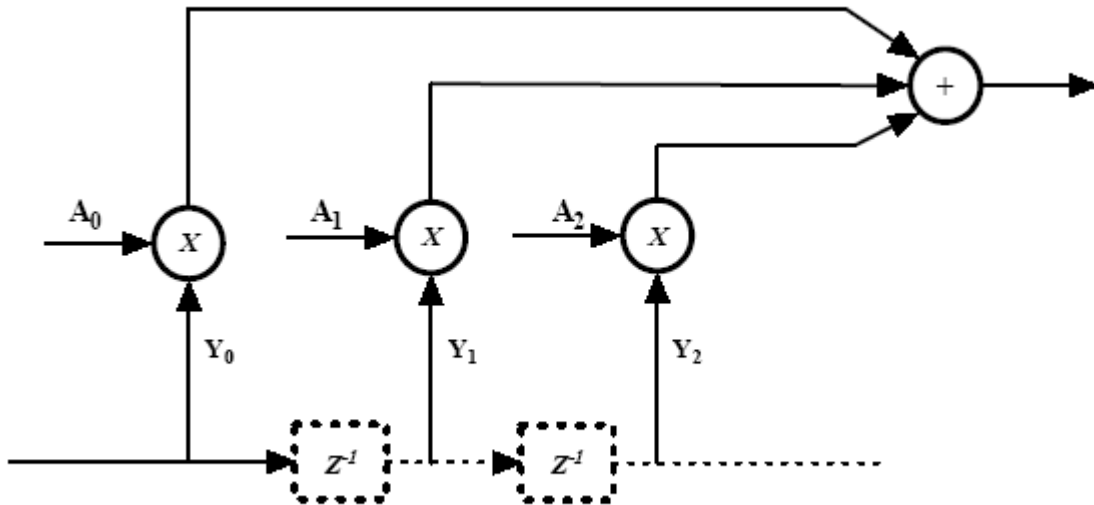 +
A₀ X
A₁ X
A₂ X
Y₀
Y₁
Y₂
Z⁻¹
Z⁻¹